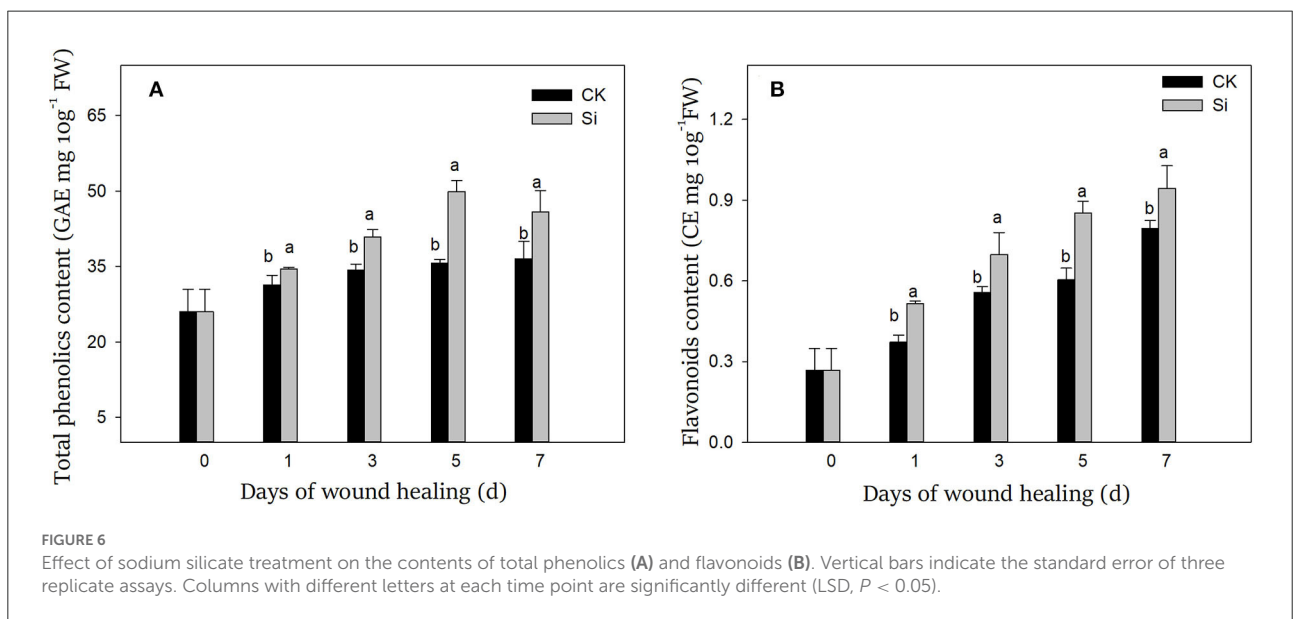 A
CK
Si
Total phenolics content (GAE mg 10g⁻¹ FW)
65
50
35
20
5
b
a
b
a
b
a
b
a
0
1
3
5
7
Days of wound healing (d)
B
CK
Si
Flavonoids content (CE mg 10g⁻¹FW)
1.2
0.9
0.6
0.3
0.0
b
a
b
a
b
a
b
a
0
1
3
5
7
Days of wound healing (d)
FIGURE 6
Effect of sodium silicate treatment on the contents of total phenolics (A) and flavonoids (B). Vertical bars indicate the standard error of three
replicate assays. Columns with different letters at each time point are significantly different (LSD, P < 0.05).